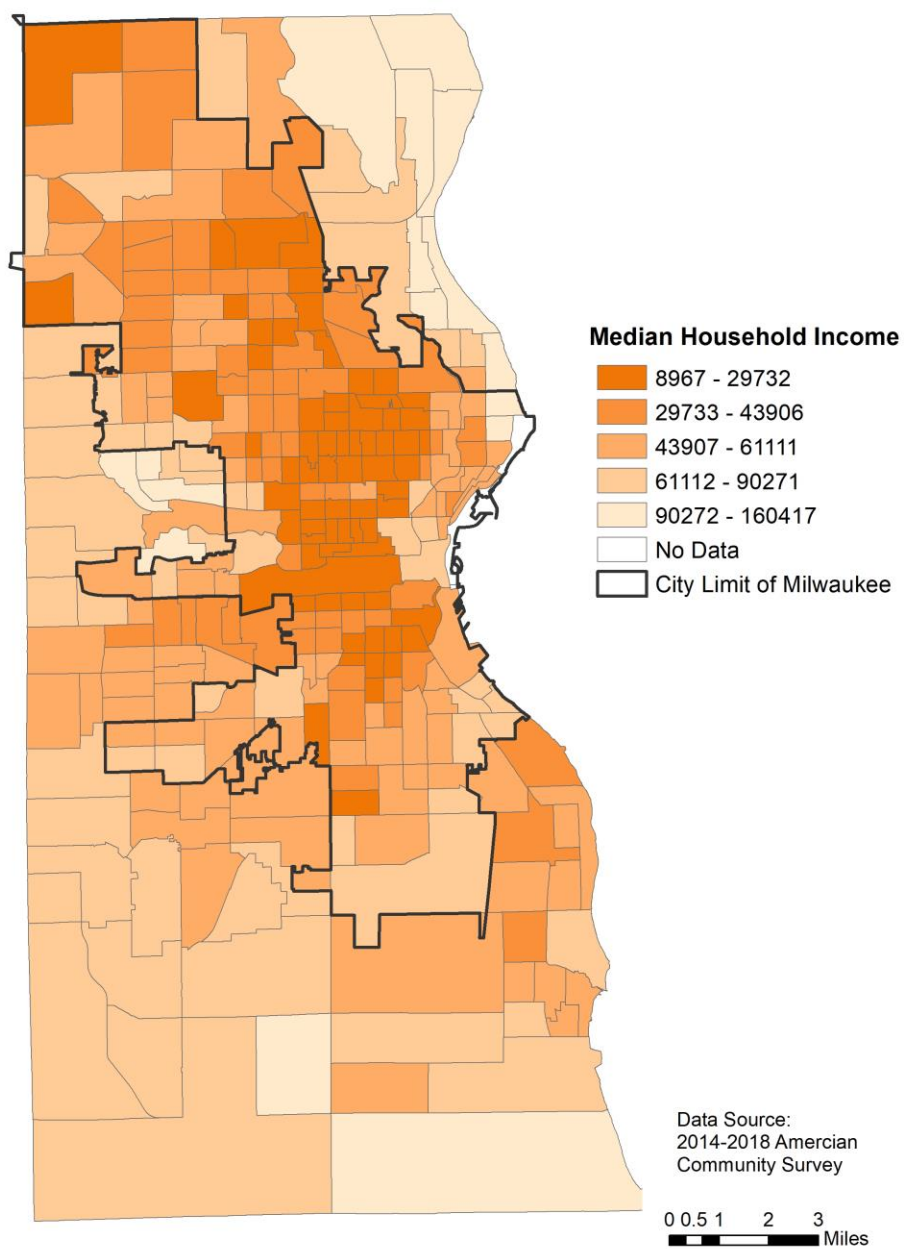 Median Household Income
8967 - 29732
29733 - 43906
43907 - 61111
61112 - 90271
90272 - 160417
No Data
City Limit of Milwaukee
Data Source:
2014-2018 Amercian
Community Survey
0 0.5 1 2 3
Miles